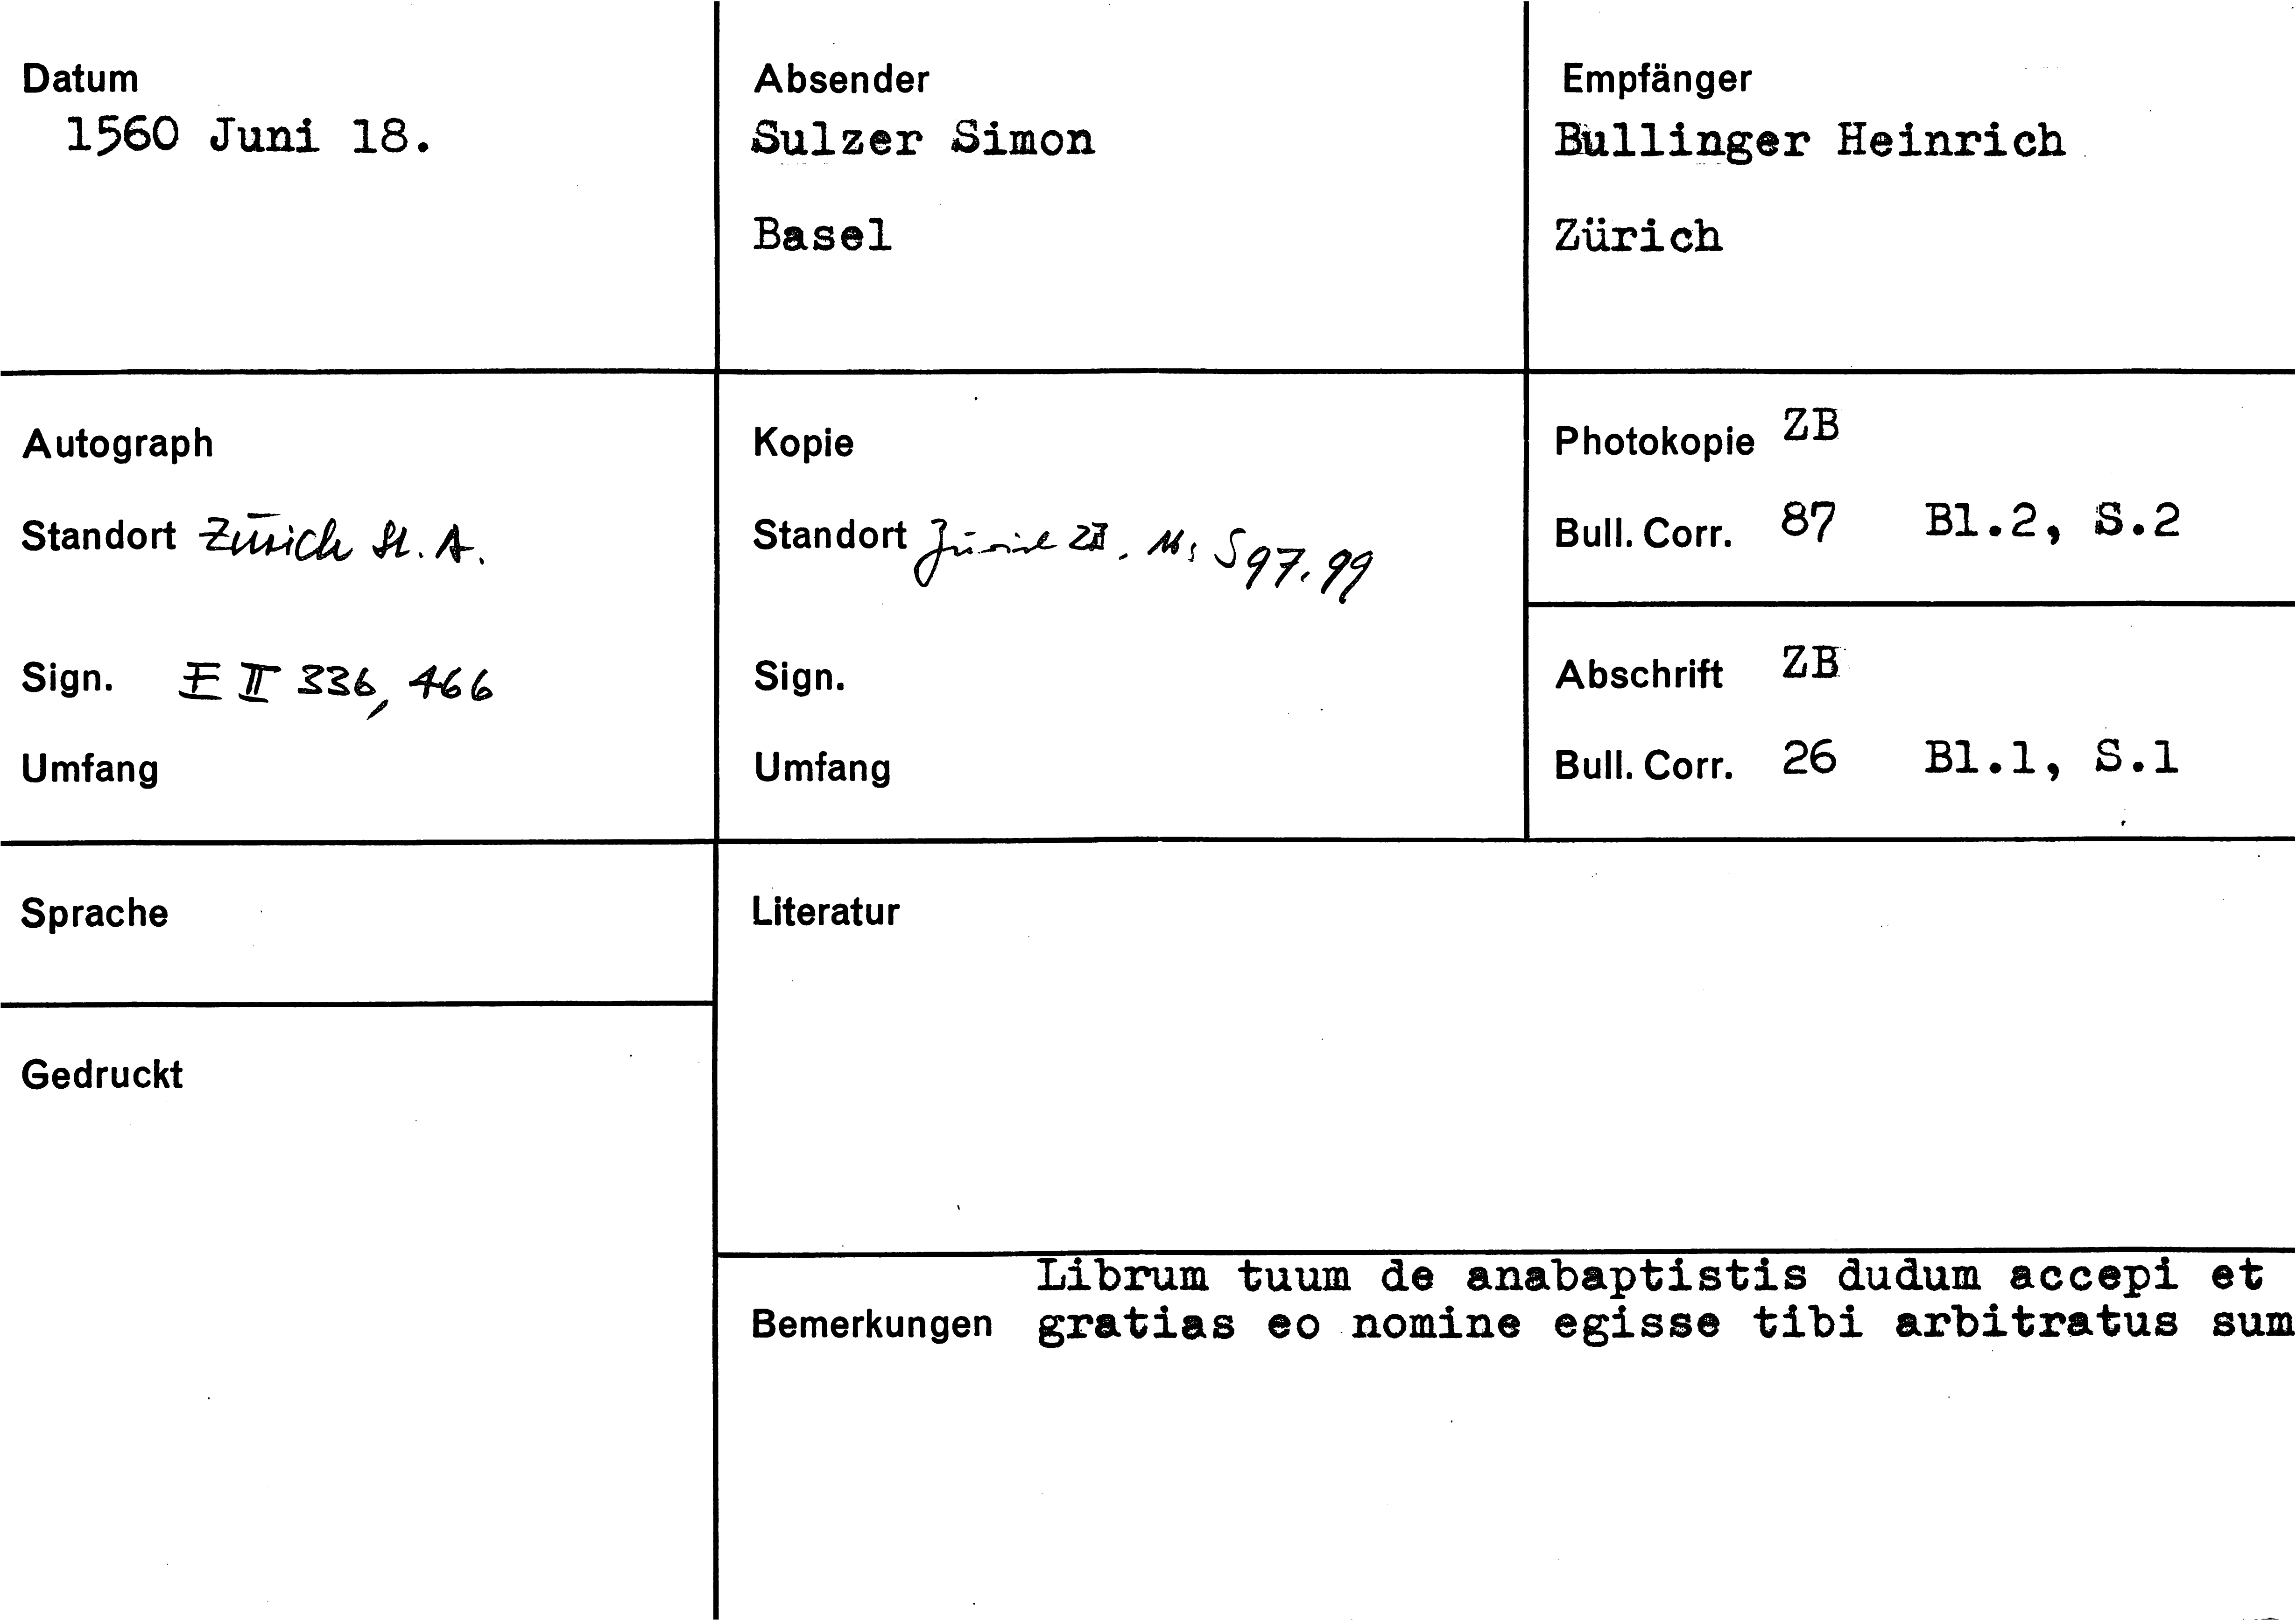 Datum
1560 Juni 18.
Absender
Sulzer Simon
Basel
Empfänger
Bullinger Heinrich
Zürich
Autograph
Standort Zürich St. A.
Sign. E II 336, 466
Umfang
Kopie
Standort Zürich ZB. Ms S 97, 99
Sign.
Umfang
Photokopie ZB
Bull. Corr. 87 Bl.2, S.2
Abschrift ZB
Bull. Corr. 26 Bl.1, S.1
Sprache
Literatur
Gedruckt
Bemerkungen
Librum tuum de anabaptistis dudum accepi et
gratias eo nomine egisse tibi arbitratus sum